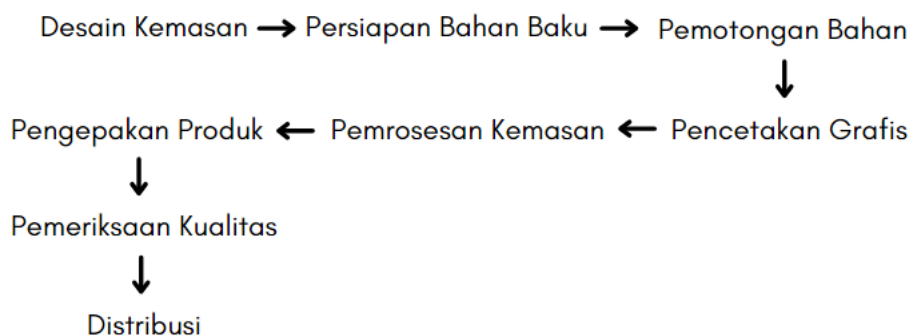 Desain Kemasan → Persiapan Bahan Baku → Pemotongan Bahan
Pengepakan Produk ← Pemrosesan Kemasan ← Pencetakan Grafis
Pemeriksaan Kualitas
Distribusi